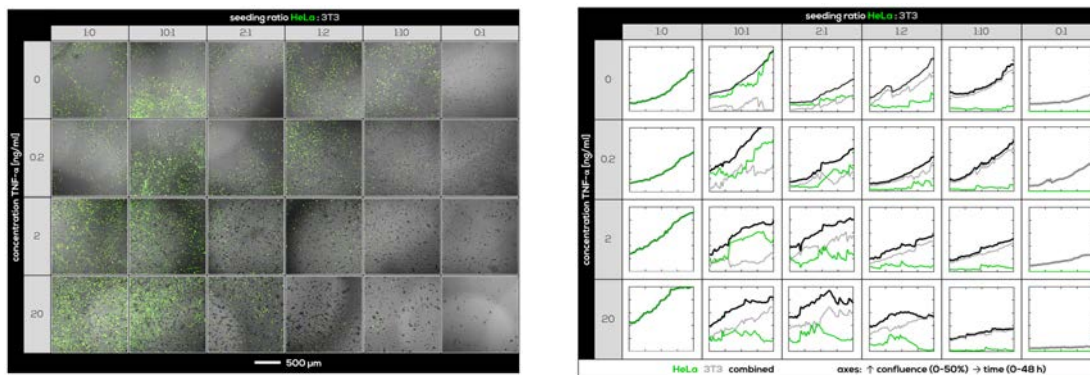 seeding ratio HeLa : 3T3
1:0 10:1 2:1 1:2 1:10 0:1
concentration TNF-α [ng/ml]
0
0.2
2
20
500 µm
seeding ratio HeLa : 3T3
1:0 10:1 2:1 1:2 1:10 0:1
concentration TNF-α [ng/ml]
0
0.2
2
20
HeLa 3T3 combined axes: ↑ confluence (0-50%) → time (0-48 h)